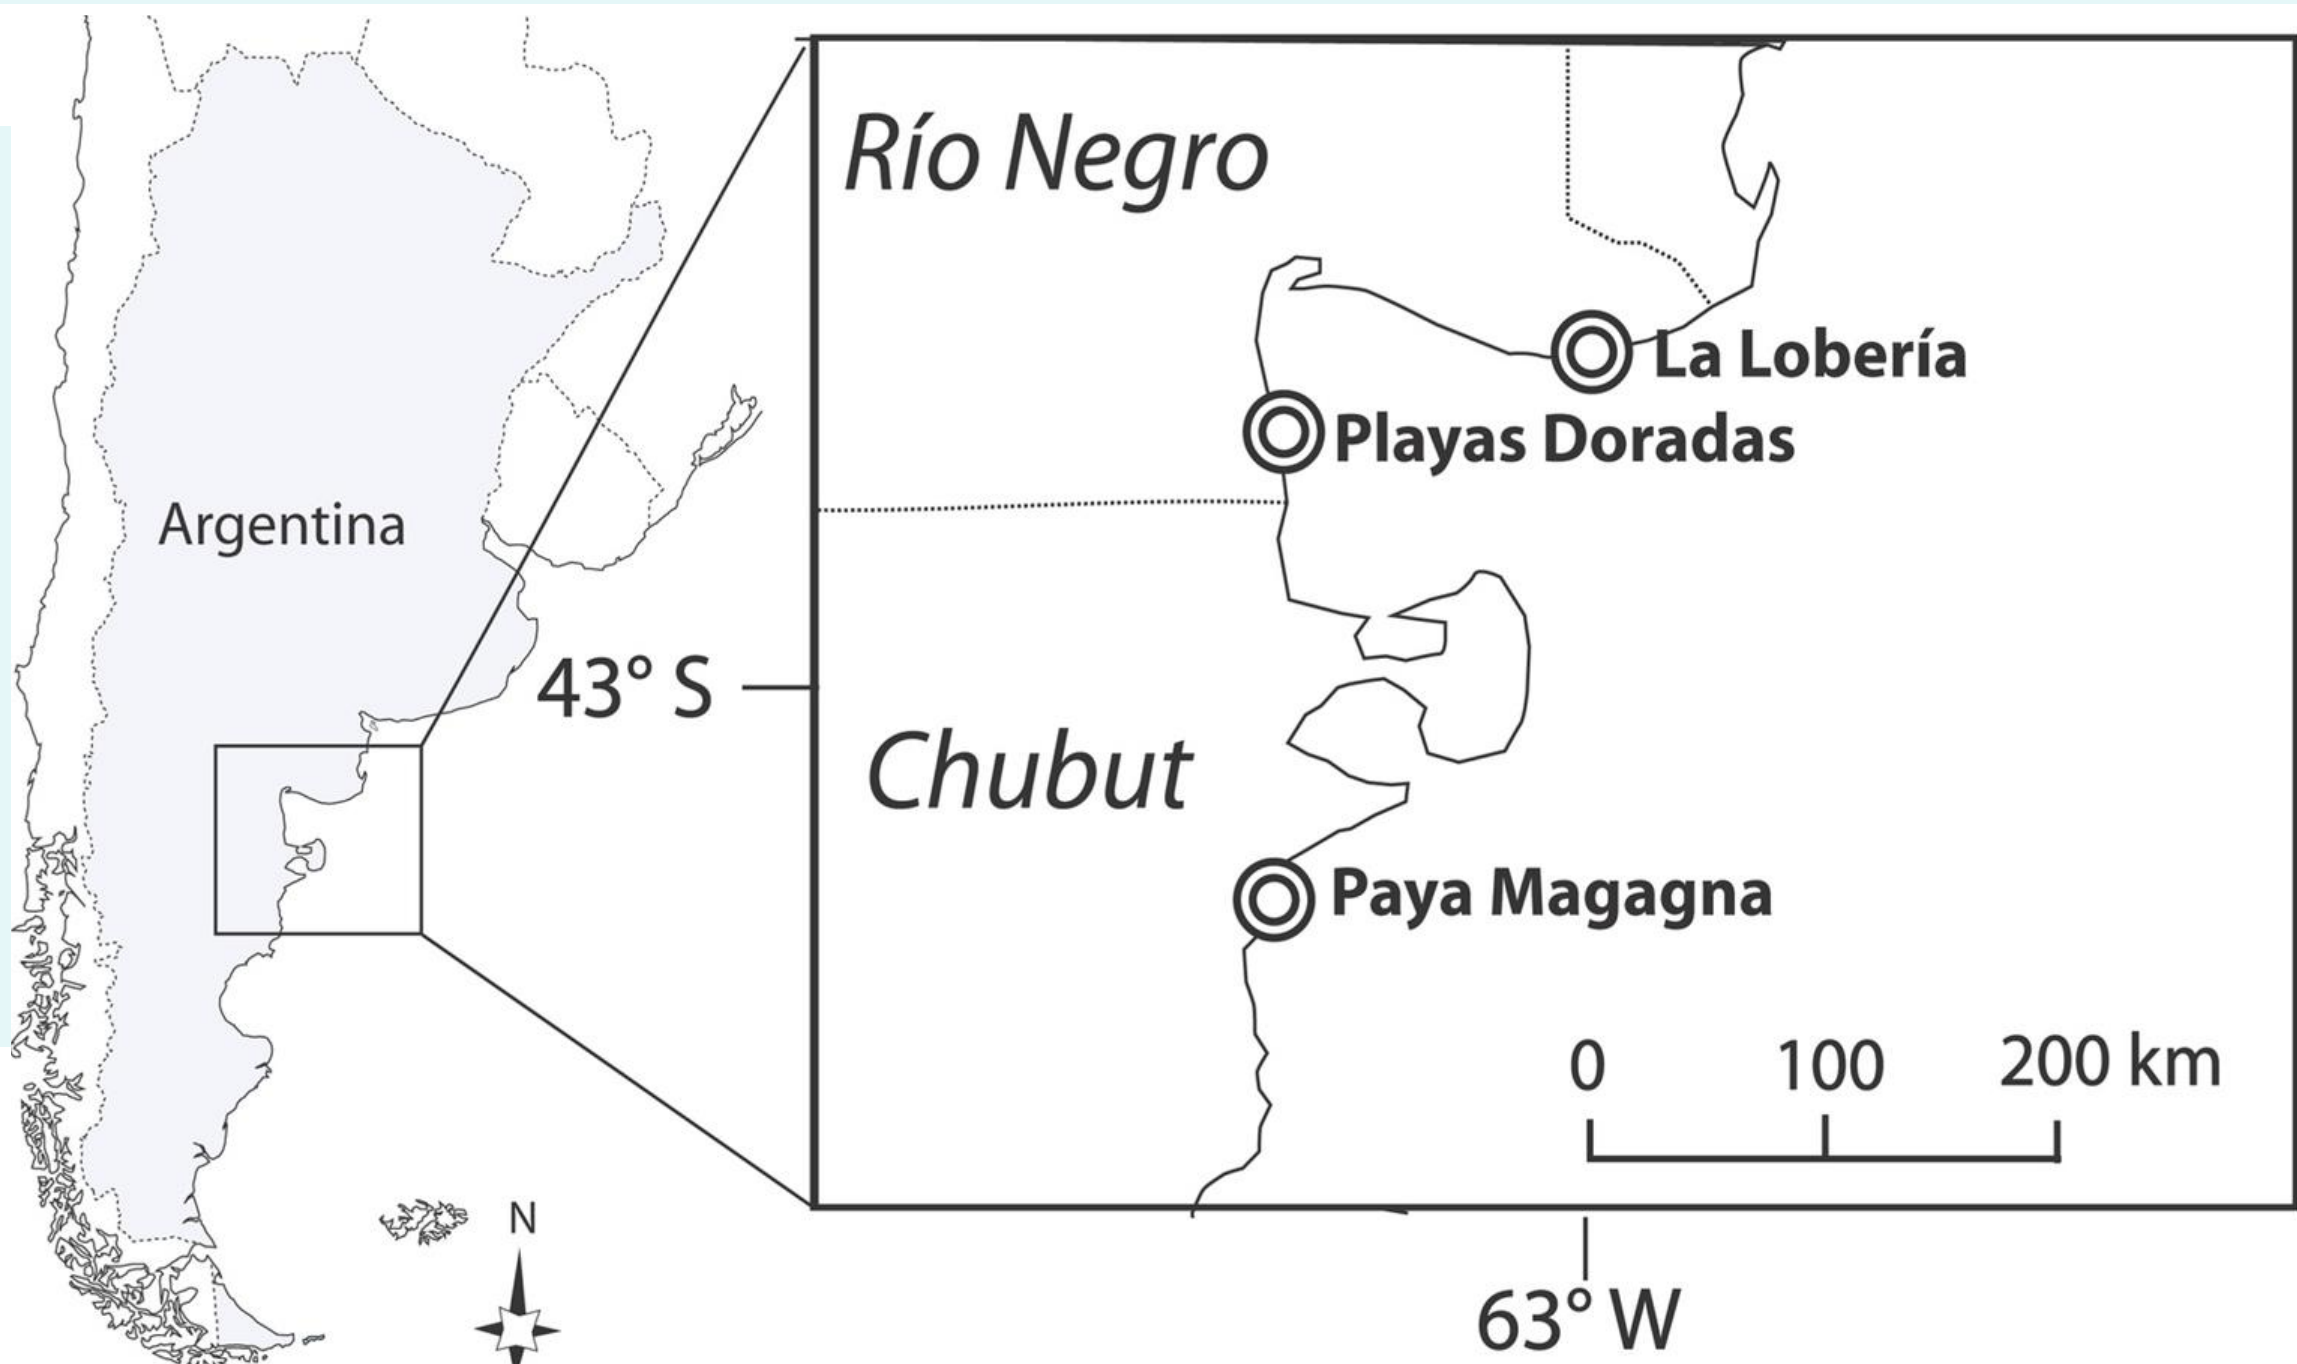 Río Negro
La Lobería
Playas Doradas
Argentina
43° S
Chubut
Paya Magagna
0 100 200 km
N
63° W